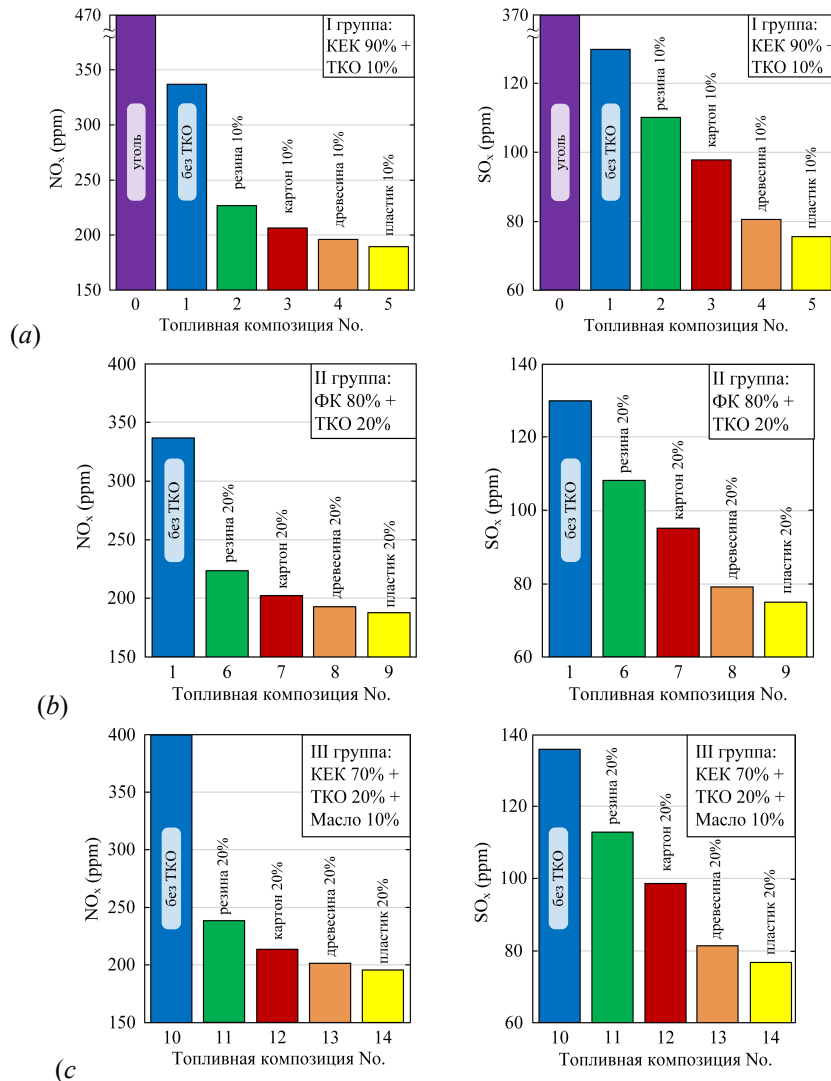 470
350
300
250
200
150
NOₓ (ppm)
уголь
без ТКО
резина 10%
картон 10%
древесина 10%
пластик 10%
I группа:
КЕК 90% +
ТКО 10%
0 1 2 3 4 5
Топливная композиция No.
370
120
100
80
60
SOₓ (ppm)
уголь
без ТКО
резина 10%
картон 10%
древесина 10%
пластик 10%
I группа:
КЕК 90% +
ТКО 10%
0 1 2 3 4 5
Топливная композиция No.
(a)
400
350
300
250
200
150
NOₓ (ppm)
без ТКО
резина 20%
картон 20%
древесина 20%
пластик 20%
II группа:
ФК 80% +
ТКО 20%
1 6 7 8 9
Топливная композиция No.
140
120
100
80
60
SOₓ (ppm)
без ТКО
резина 20%
картон 20%
древесина 20%
пластик 20%
II группа:
ФК 80% +
ТКО 20%
1 6 7 8 9
Топливная композиция No.
(b)
400
350
300
250
200
150
NOₓ (ppm)
без ТКО
резина 20%
картон 20%
древесина 20%
пластик 20%
III группа:
КЕК 70% +
ТКО 20% +
Масло 10%
10 11 12 13 14
Топливная композиция No.
140
120
100
80
60
SOₓ (ppm)
без ТКО
резина 20%
картон 20%
древесина 20%
пластик 20%
III группа:
КЕК 70% +
ТКО 20% +
Масло 10%
10 11 12 13 14
Топливная композиция No.
(c